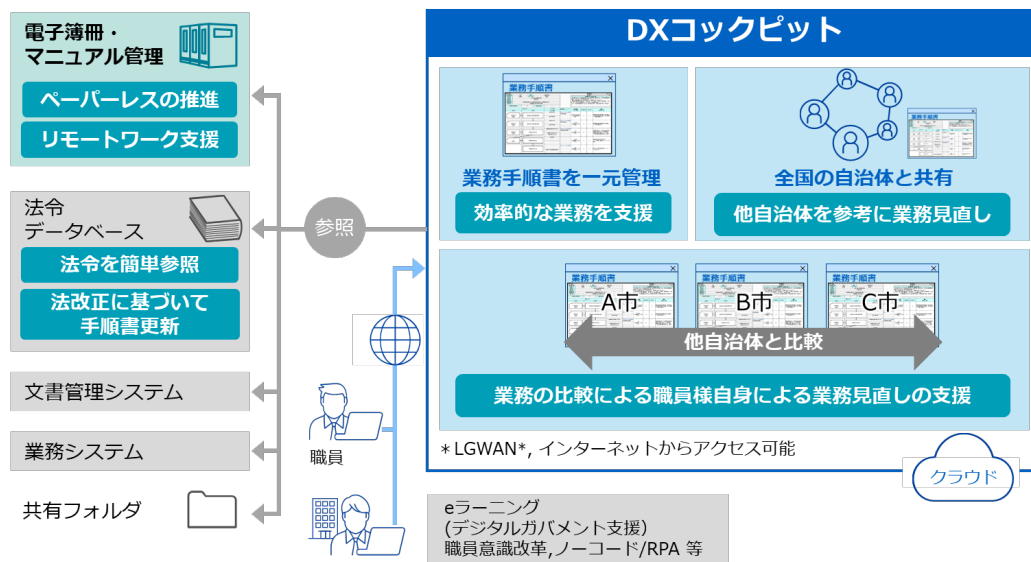 電子簿冊・
マニュアル管理
ペーパーレスの推進
リモートワーク支援
法令
データベース
法令を簡単参照
法改正に基づいて
手順書更新
文書管理システム
業務システム
共有フォルダ
参照
職員
DXコックピット
業務手順書
業務手順書を一元管理
効率的な業務を支援
全国の自治体と共有
他自治体を参考に業務見直し
業務手順書
A市
業務手順書
B市
業務手順書
C市
他自治体と比較
業務の比較による職員様自身による業務見直しの支援
＊LGWAN*, インターネットからアクセス可能
クラウド
eラーニング
(デジタルガバメント支援）
職員意識改革,ノーコード/RPA 等